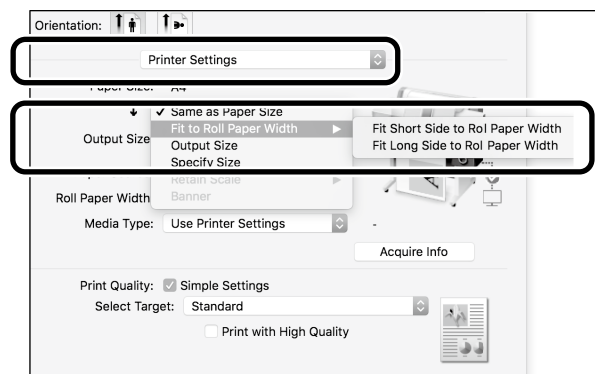 Orientation:
Printer Settings
Paper Size: A4
✓ Same as Paper Size
Fit to Roll Paper Width
Fit Short Side to Rol Paper Width
Output Size
Output Size
Fit Long Side to Rol Paper Width
Specify Size
Retain Scale
Roll Paper Width
Banner
Media Type: Use Printer Settings -
Acquire Info
Print Quality: Simple Settings
Select Target: Standard
Print with High Quality